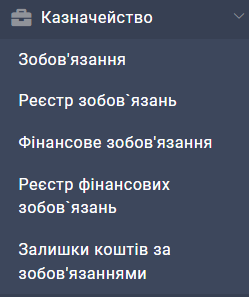 Казначейство
Зобов'язання
Реєстр зобов`язань
Фінансове зобов'язання
Реєстр фінансових
зобов`язань
Залишки коштів за
зобов'язаннями